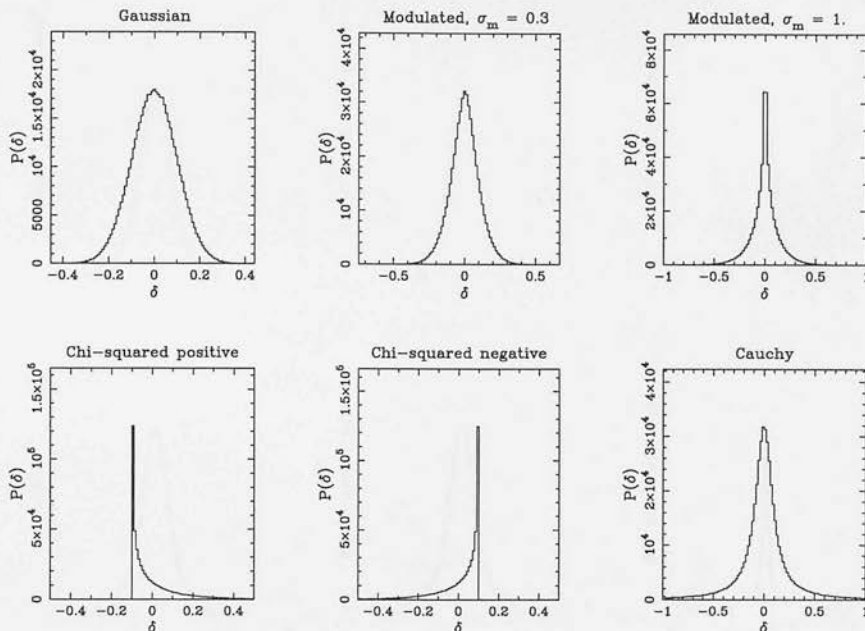 Gaussian
P(δ)
0
5000
10⁴
1.5×10⁴
2×10⁴
−0.4 −0.2 0 0.2 0.4
δ
Modulated, σₘ = 0.3
0
10⁴
2×10⁴
3×10⁴
4×10⁴
−0.5 0 0.5
δ
Modulated, σₘ = 1.
P(δ)
0
2×10⁴
4×10⁴
6×10⁴
8×10⁴
−1 −0.5 0 0.5 1
δ
Chi-squared positive
P(δ)
0
5×10⁴
10⁵
1.5×10⁵
−0.4 −0.2 0 0.2 0.4
δ
Chi-squared negative
P(δ)
0
5×10⁴
10⁵
1.5×10⁵
−0.4 −0.2 0 0.2 0.4
δ
Cauchy
P(δ)
0
10⁴
2×10⁴
3×10⁴
4×10⁴
−1 −0.5 0 0.5 1
δ